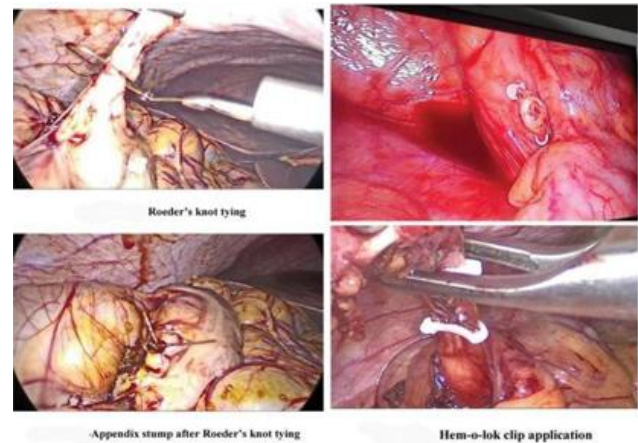 Roeder's knot tying
.Appendix stump after Roeder's knot tying
Hem-o-lok clip application